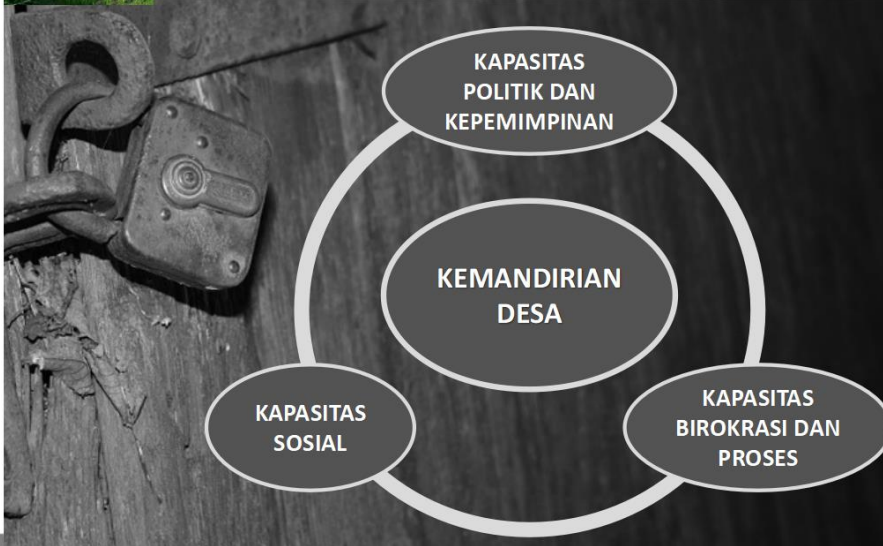 KAPASITAS
POLITIK DAN
KEPEMIMPINAN
KEMANDIRIAN
DESA
KAPASITAS
SOSIAL
KAPASITAS
BIROKRASI DAN
PROSES